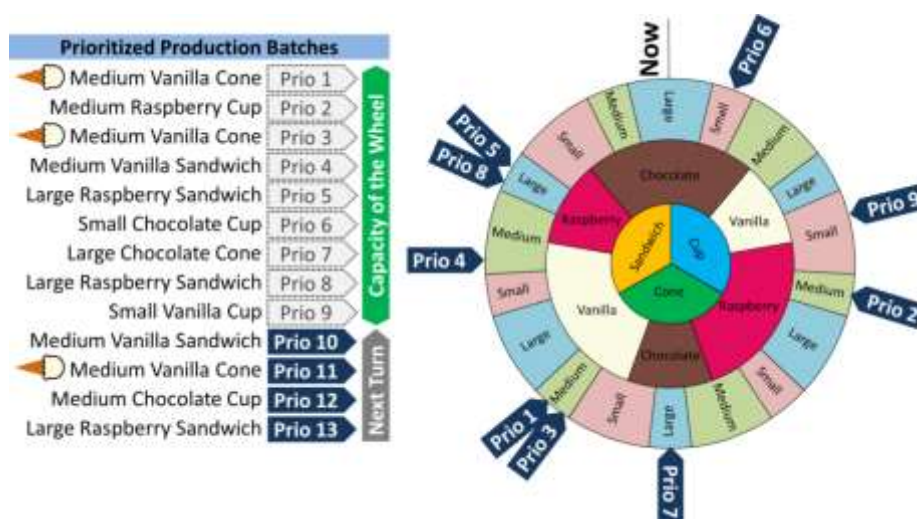 Prioritized Production Batches
Medium Vanilla Cone Prio 1
Medium Raspberry Cup Prio 2
Medium Vanilla Cone Prio 3
Medium Vanilla Sandwich Prio 4
Large Raspberry Sandwich Prio 5
Small Chocolate Cup Prio 6
Large Chocolate Cone Prio 7
Large Raspberry Sandwich Prio 8
Small Vanilla Cup Prio 9
Medium Vanilla Sandwich Prio 10
Medium Vanilla Cone Prio 11
Medium Chocolate Cup Prio 12
Large Raspberry Sandwich Prio 13
Capacity of the Wheel
Next Turn
Now
Prio 6
Prio 9
Prio 2
Prio 7
Prio 3
Prio 1
Prio 4
Prio 8
Prio 5
Large
Small
Medium
Large
Small
Medium
Large
Small
Medium
Large
Small
Medium
Large
Small
Medium
Large
Small
Medium
Chocolate
Vanilla
Raspberry
Chocolate
Vanilla
Raspberry
Sandwich
Cup
Cone